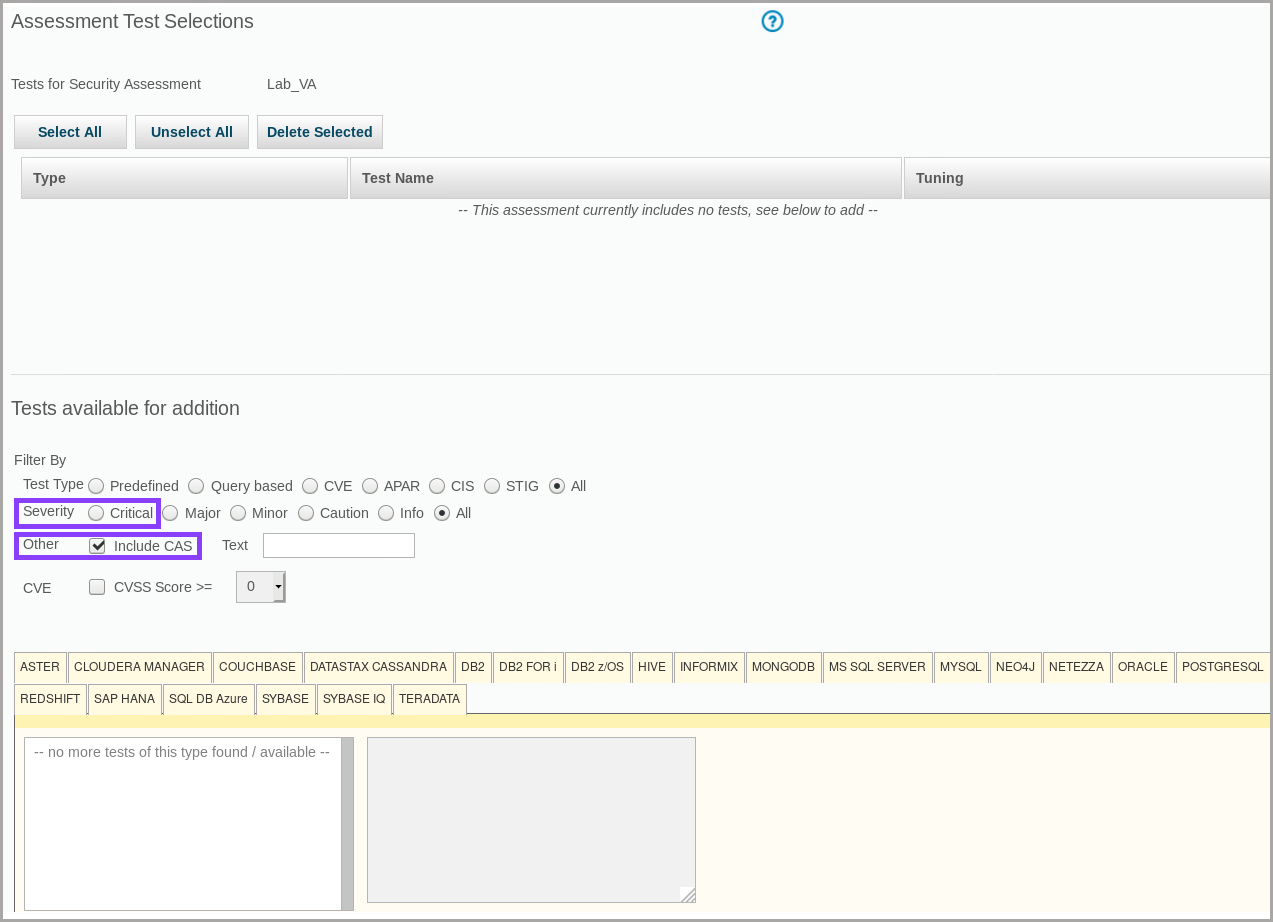 Assessment Test Selections ?
Tests for Security Assessment Lab_VA
Select All Unselect All Delete Selected
Type Test Name Tuning
-- This assessment currently includes no tests, see below to add --
Tests available for addition
Filter By
Test Type Predefined Query based CVE APAR CIS STIG All
Severity Critical Major Minor Caution Info All
Other Include CAS Text
CVE CVSS Score >= 0
ASTER CLOUDERA MANAGER COUCHBASE DATASTAX CASSANDRA DB2 DB2 FOR i DB2 z/OS HIVE INFORMIX MONGODB MS SQL SERVER MYSQL NEO4J NETEZZA ORACLE POSTGRESQL
REDSHIFT SAP HANA SQL DB Azure SYBASE SYBASE IQ TERADATA
-- no more tests of this type found / available --